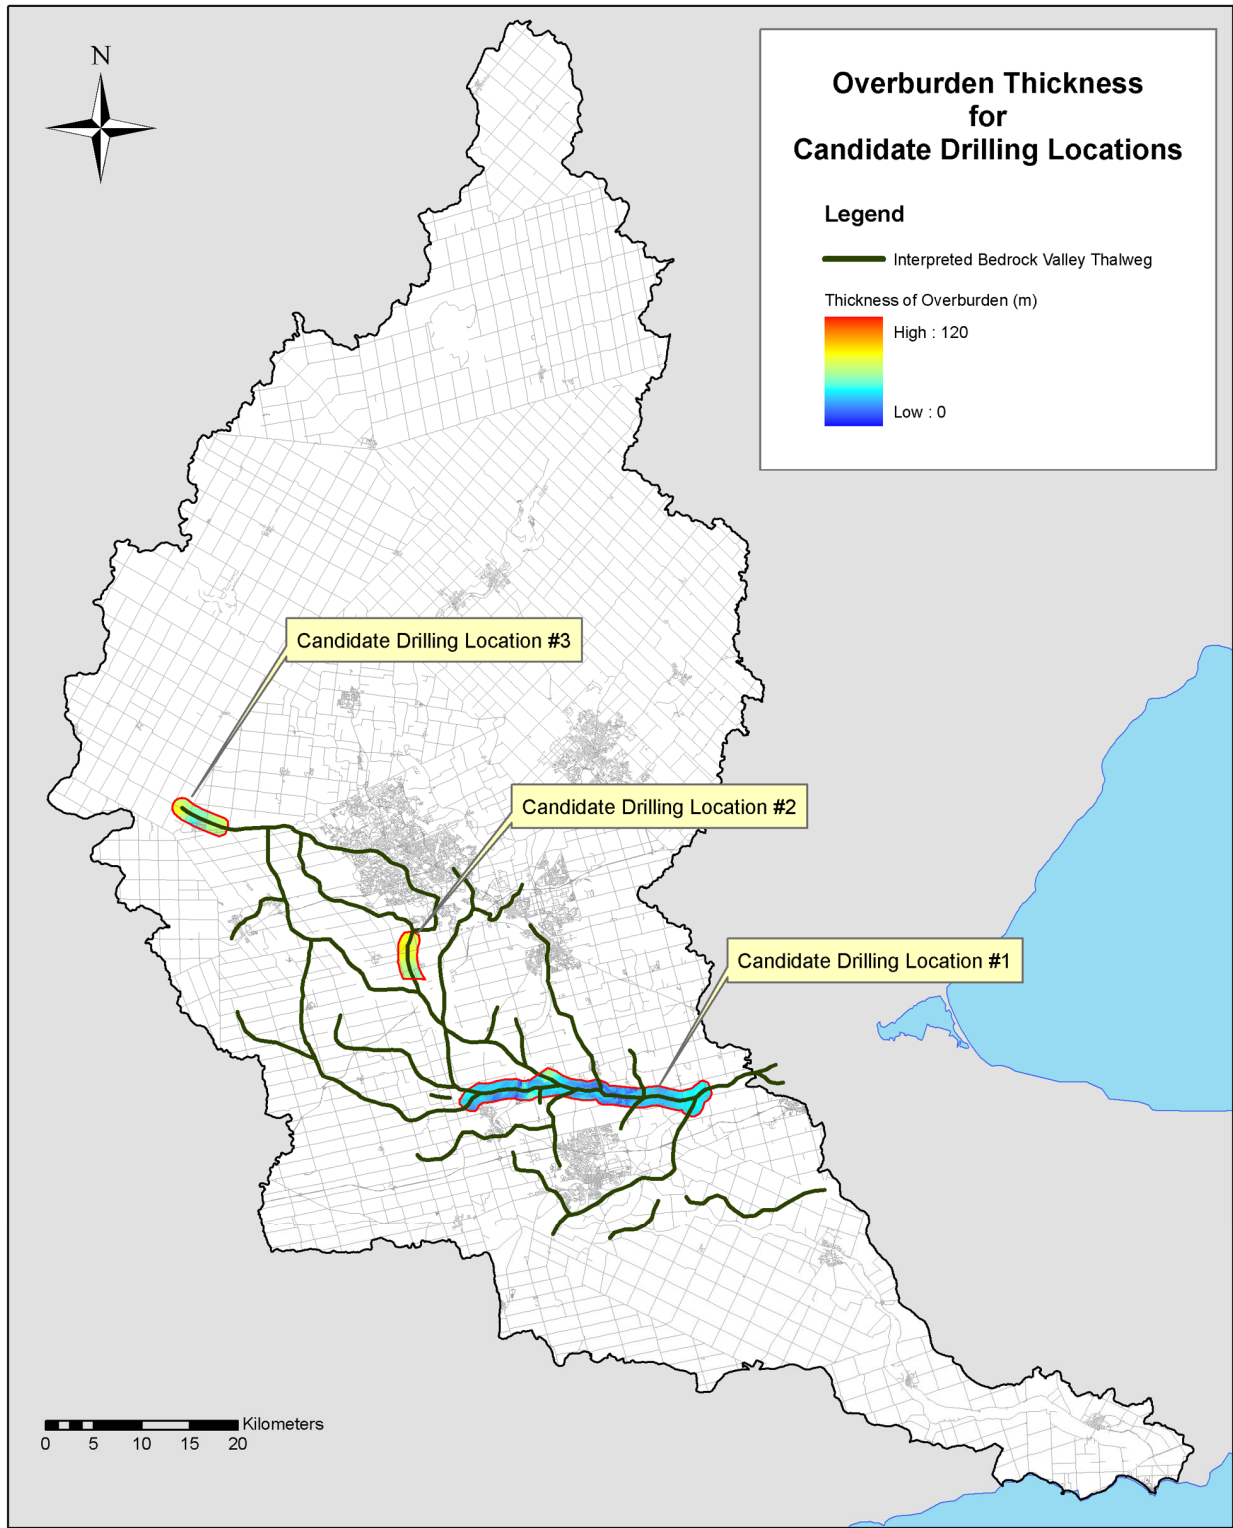 N
Overburden Thickness
for
Candidate Drilling Locations
Legend
Interpreted Bedrock Valley Thalweg
Thickness of Overburden (m)
High : 120
Low : 0
Candidate Drilling Location #3
Candidate Drilling Location #2
Candidate Drilling Location #1
Kilometers
0 5 10 15 20